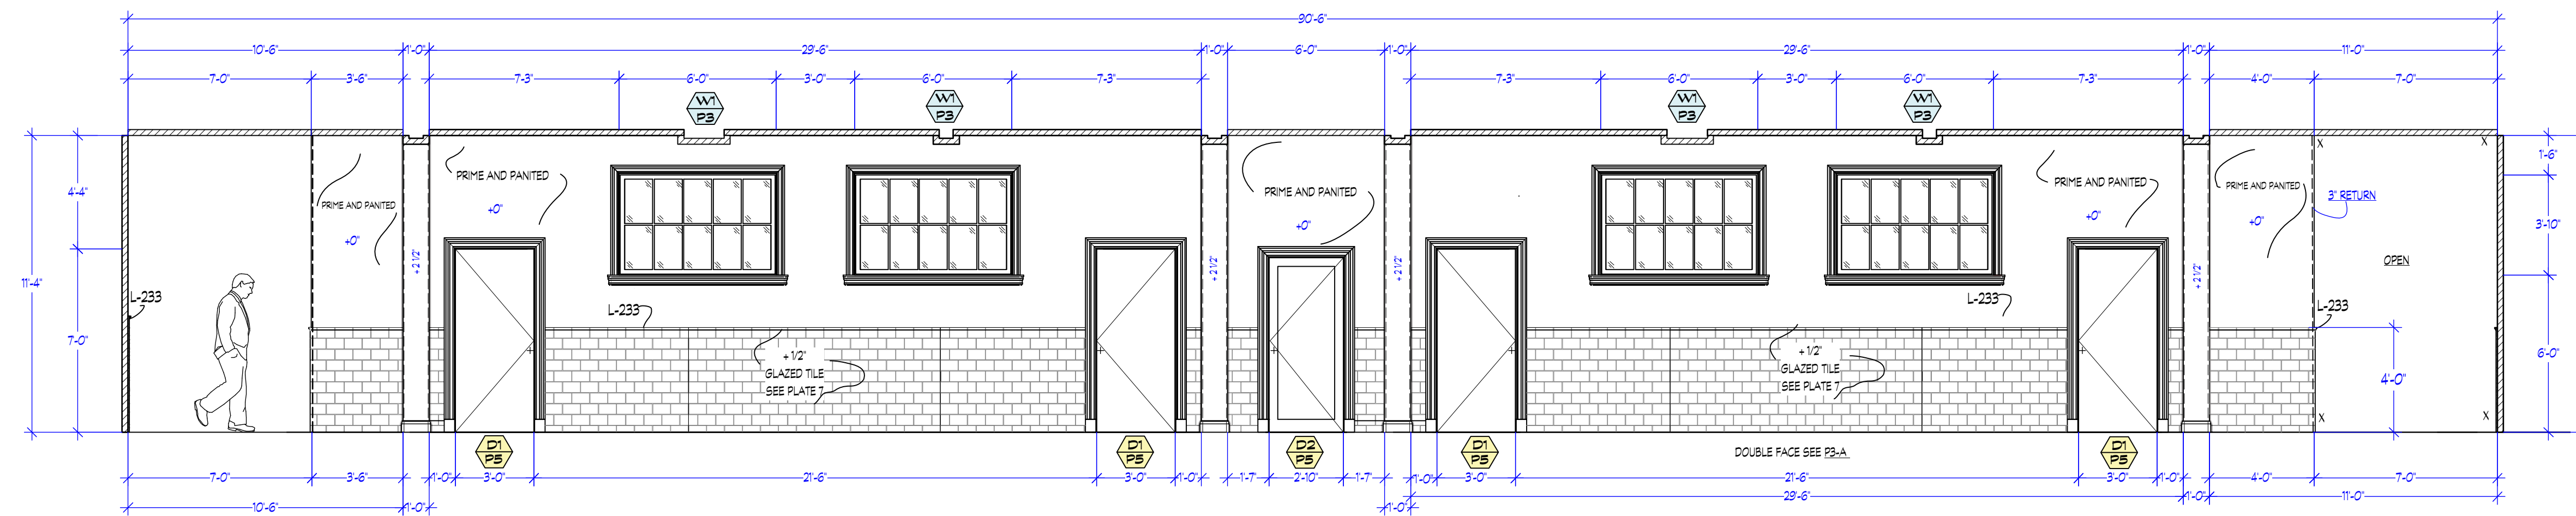 90'-6"
10'-6" 1'-0" 29'-6" 1'-0" 6'-0" 1'-0" 29'-6" 1'-0" 11'-0"
7-0" 3'-6" 7-3" 6-0" 3-0" 6-0" 7-3" 7-3" 6-0" 3-0" 6-0" 7-3" 4'-0" 7-0"
W1 W1 W1 W1
P3 P3 P3 P3
X X
1'-6"
PRIME AND PANITED PRIME AND PANITED
4'-4" PRIME AND PANITED 3" RETURN
PRIME AND PANITED PRIME AND PANITED
+0" +0"
+0" +0" 3'-10"
+0"
+2 1/2" +2 1/2" +2 1/2" +2 1/2" OPEN
11'-4"
L-233 L-233 L-233
L-233
7-0" + 1/2" + 1/2" 6'-0"
GLAZED TILE GLAZED TILE
SEE PLATE 7 SEE PLATE 7 4'-0"
X X
D1 D1 D2 D1 D1
P5 P5 P5 P5 P5
DOUBLE FACE SEE P3-A
7-0" 3'-6" 1'-0" 3'-0" 21'-6" 3'-0" 1'-0" 1-7" 2-10" 1-7" 1'-0" 3'-0" 21'-6" 3'-0" 1'-0" 4'-0" 7-0"
29'-6" 1'-0" 11'-0"
10'-6" 1'-0" 1'-0"